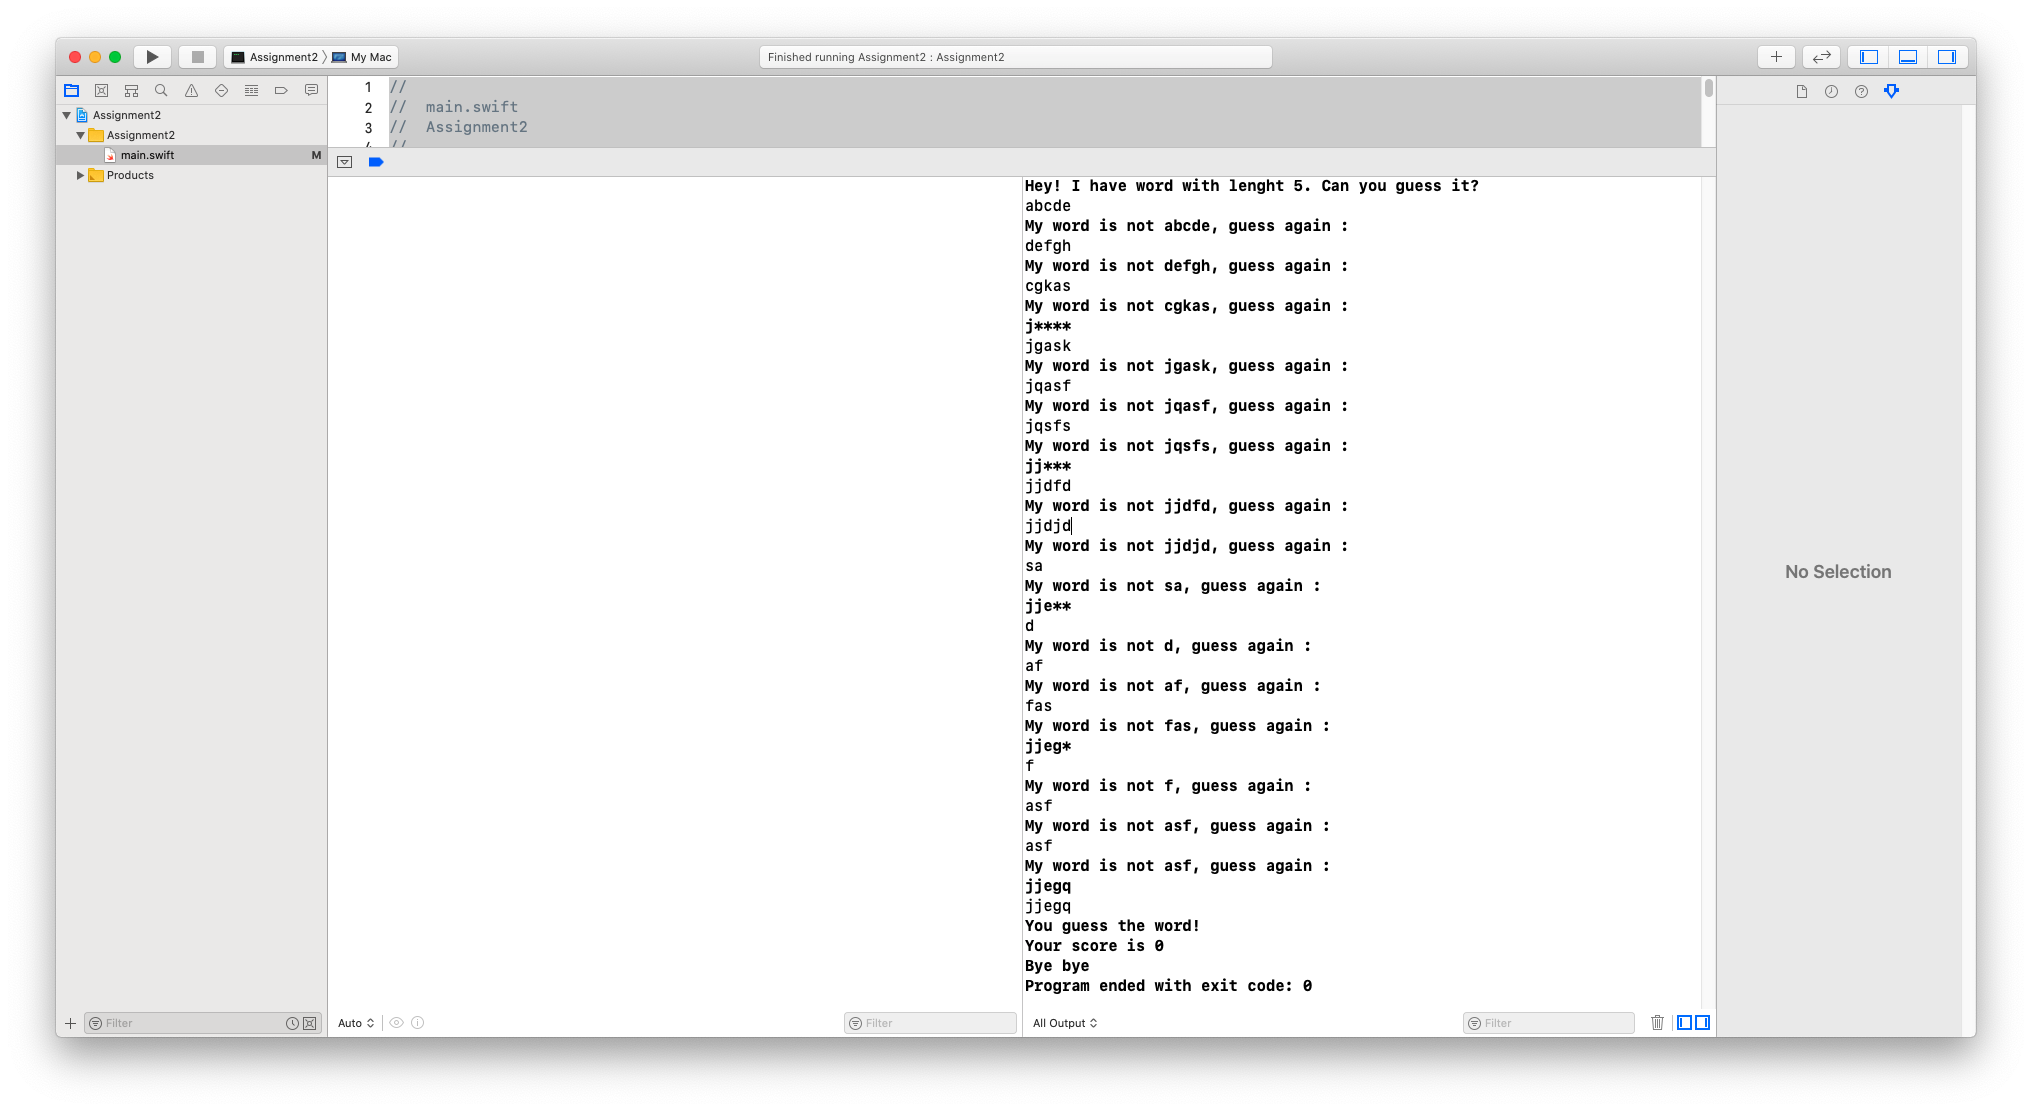 Assignment2 〉 My Mac
Finished running Assignment2 : Assignment2
Assignment2
Assignment2
main.swift M
Products
Filter
1 //
2 //  main.swift
3 //  Assignment2
4 //
Auto
Filter
Hey! I have word with lenght 5. Can you guess it?
abcde
My word is not abcde, guess again :
defgh
My word is not defgh, guess again :
cgkas
My word is not cgkas, guess again :
j****
jgask
My word is not jgask, guess again :
jqasf
My word is not jqasf, guess again :
jqsfs
My word is not jqsfs, guess again :
jj***
jjdfd
My word is not jjdfd, guess again :
jjdjd
My word is not jjdjd, guess again :
sa
My word is not sa, guess again :
jje**
d
My word is not d, guess again :
af
My word is not af, guess again :
fas
My word is not fas, guess again :
jjeg*
f
My word is not f, guess again :
asf
My word is not asf, guess again :
asf
My word is not asf, guess again :
jjegq
jjegq
You guess the word!
Your score is 0
Bye bye
Program ended with exit code: 0
All Output
Filter
No Selection